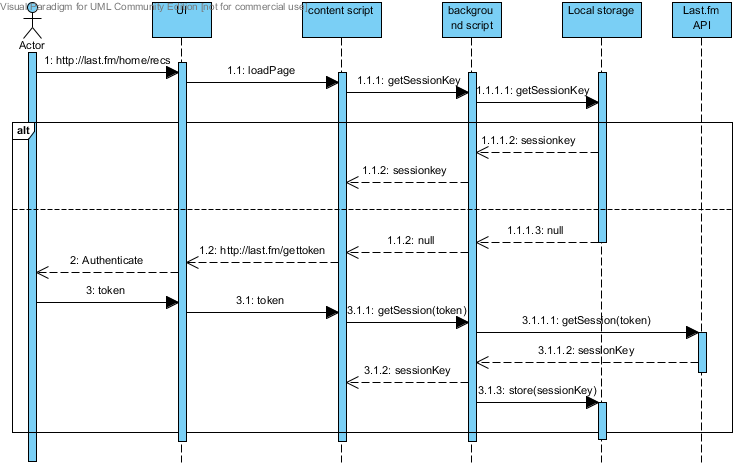 Visual Paradigm for UML Community Edition [not for commercial use]
UI
content script
backgrou
nd script
Local storage
Last.fm
API
Actor
1: http://last.fm/home/recs
1.1: loadPage
1.1.1: getSessionKey
1.1.1.1: getSessionKey
alt
1.1.1.2: sessionkey
1.1.2: sessionkey
1.1.1.3: null
1.1.2: null
1.2: http://last.fm/gettoken
2: Authenticate
3: token
3.1: token
3.1.1: getSession(token)
3.1.1.1: getSession(token)
3.1.1.2: sessionKey
3.1.2: sessionKey
3.1.3: store(sessionKey)